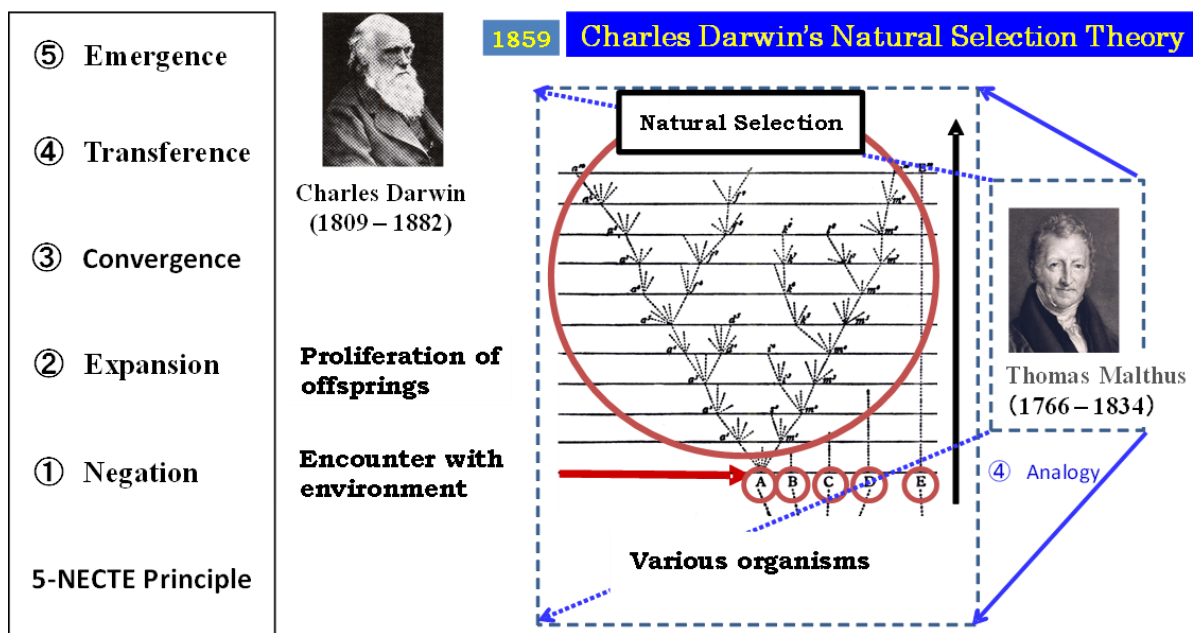 ⑤ Emergence
④ Transference
③ Convergence
② Expansion
① Negation
5-NECTE Principle
Charles Darwin
(1809 – 1882)
1859
Charles Darwin's Natural Selection Theory
Natural Selection
Proliferation of
offsprings
Encounter with
environment
A B C D E
Various organisms
Thomas Malthus
(1766 – 1834)
④ Analogy